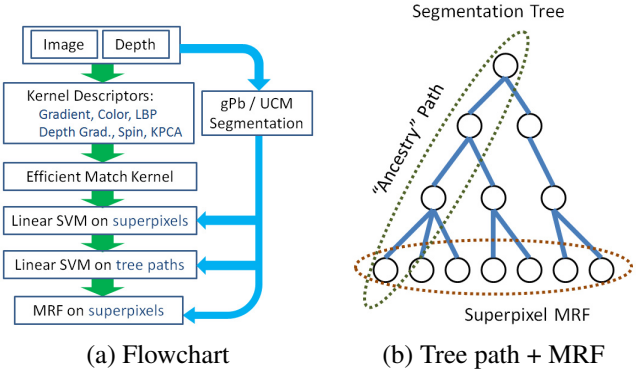 Image
Depth
Kernel Descriptors:
Gradient, Color, LBP
Depth Grad., Spin, KPCA
gPb / UCM
Segmentation
Efficient Match Kernel
Linear SVM on superpixels
Linear SVM on tree paths
MRF on superpixels
(a) Flowchart
Segmentation Tree
"Ancestry" Path
Superpixel MRF
(b) Tree path + MRF